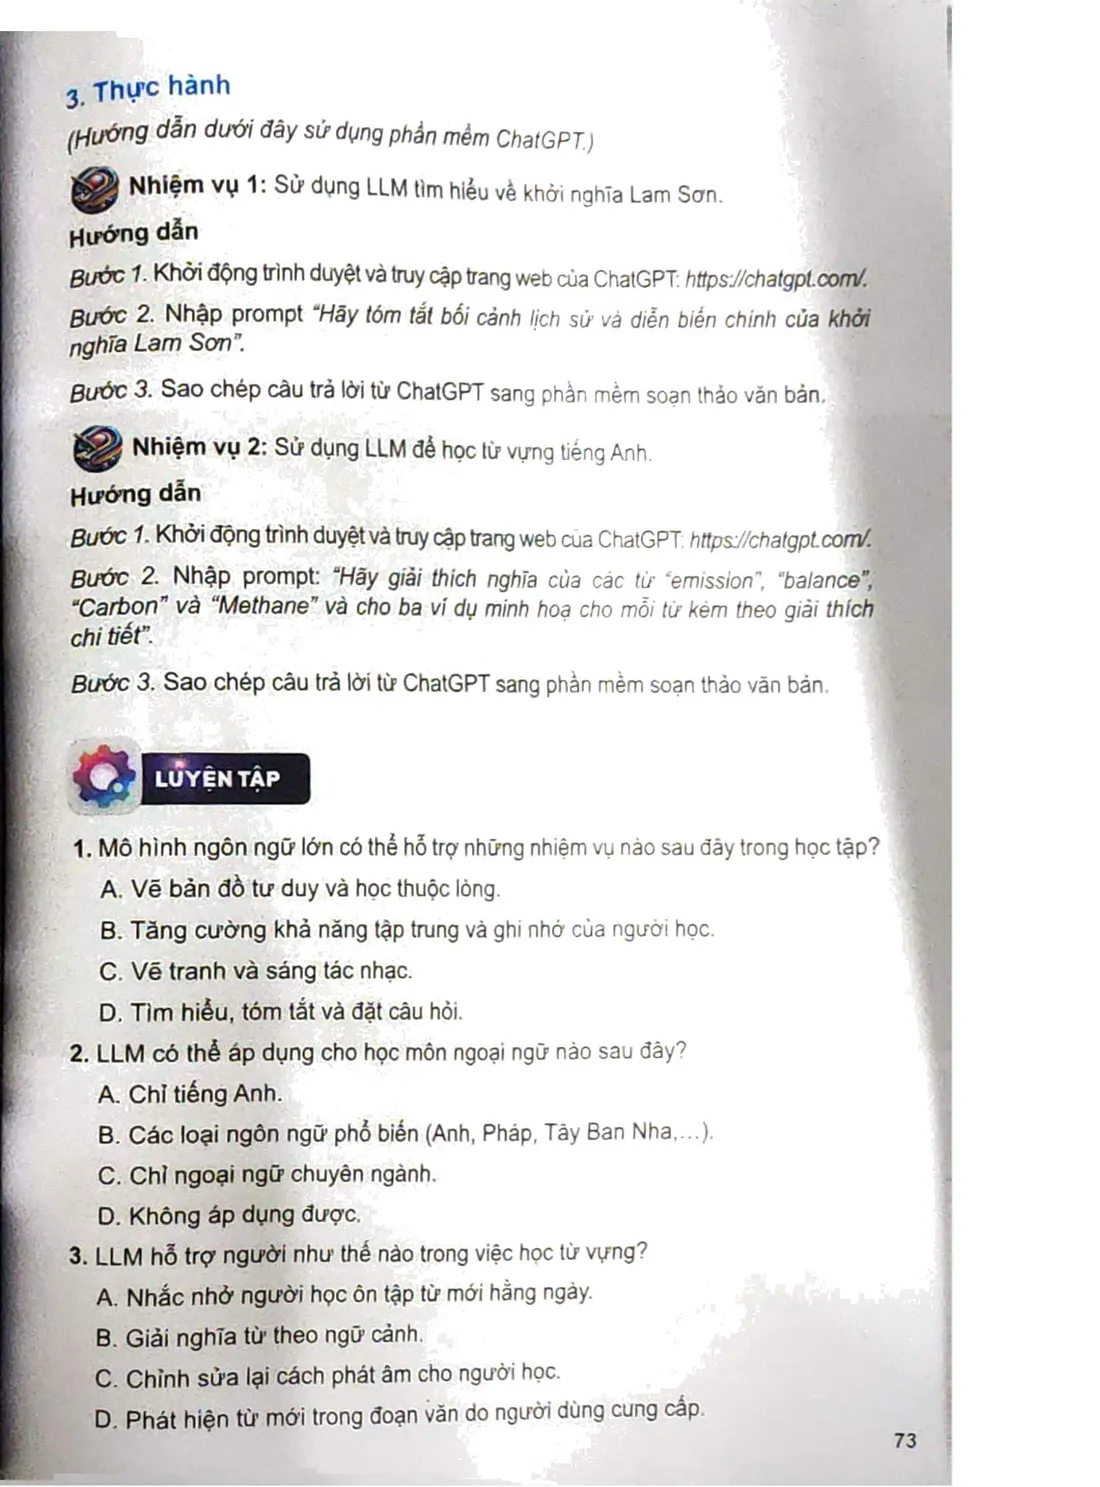 3. Thực hành
(Hướng dẫn dưới đây sử dụng phần mềm ChatGPT.)
Nhiệm vụ 1: Sử dụng LLM tìm hiểu về khởi nghĩa Lam Sơn.
Hướng dẫn
Bước 1. Khởi động trình duyệt và truy cập trang web của ChatGPT: https://chatgpt.com/.
Bước 2. Nhập prompt “Hãy tóm tắt bối cảnh lịch sử và diễn biến chính của khởi
nghĩa Lam Sơn”.
Bước 3. Sao chép câu trả lời từ ChatGPT sang phần mềm soạn thảo văn bản.
Nhiệm vụ 2: Sử dụng LLM để học từ vựng tiếng Anh.
Hướng dẫn
Bước 1. Khởi động trình duyệt và truy cập trang web của ChatGPT: https://chatgpt.com/.
Bước 2. Nhập prompt: “Hãy giải thích nghĩa của các từ “emission”, “balance”,
“Carbon” và “Methane” và cho ba ví dụ minh hoạ cho mỗi từ kèm theo giải thích
chi tiết”.
Bước 3. Sao chép câu trả lời từ ChatGPT sang phần mềm soạn thảo văn bản.
LUYỆN TẬP
1. Mô hình ngôn ngữ lớn có thể hỗ trợ những nhiệm vụ nào sau đây trong học tập?
A. Vẽ bản đồ tư duy và học thuộc lòng.
B. Tăng cường khả năng tập trung và ghi nhớ của người học.
C. Vẽ tranh và sáng tác nhạc.
D. Tìm hiểu, tóm tắt và đặt câu hỏi.
2. LLM có thể áp dụng cho học môn ngoại ngữ nào sau đây?
A. Chỉ tiếng Anh.
B. Các loại ngôn ngữ phổ biến (Anh, Pháp, Tây Ban Nha,...).
C. Chỉ ngoại ngữ chuyên ngành.
D. Không áp dụng được.
3. LLM hỗ trợ người như thế nào trong việc học từ vựng?
A. Nhắc nhở người học ôn tập từ mới hằng ngày.
B. Giải nghĩa từ theo ngữ cảnh.
C. Chỉnh sửa lại cách phát âm cho người học.
D. Phát hiện từ mới trong đoạn văn do người dùng cung cấp.
73